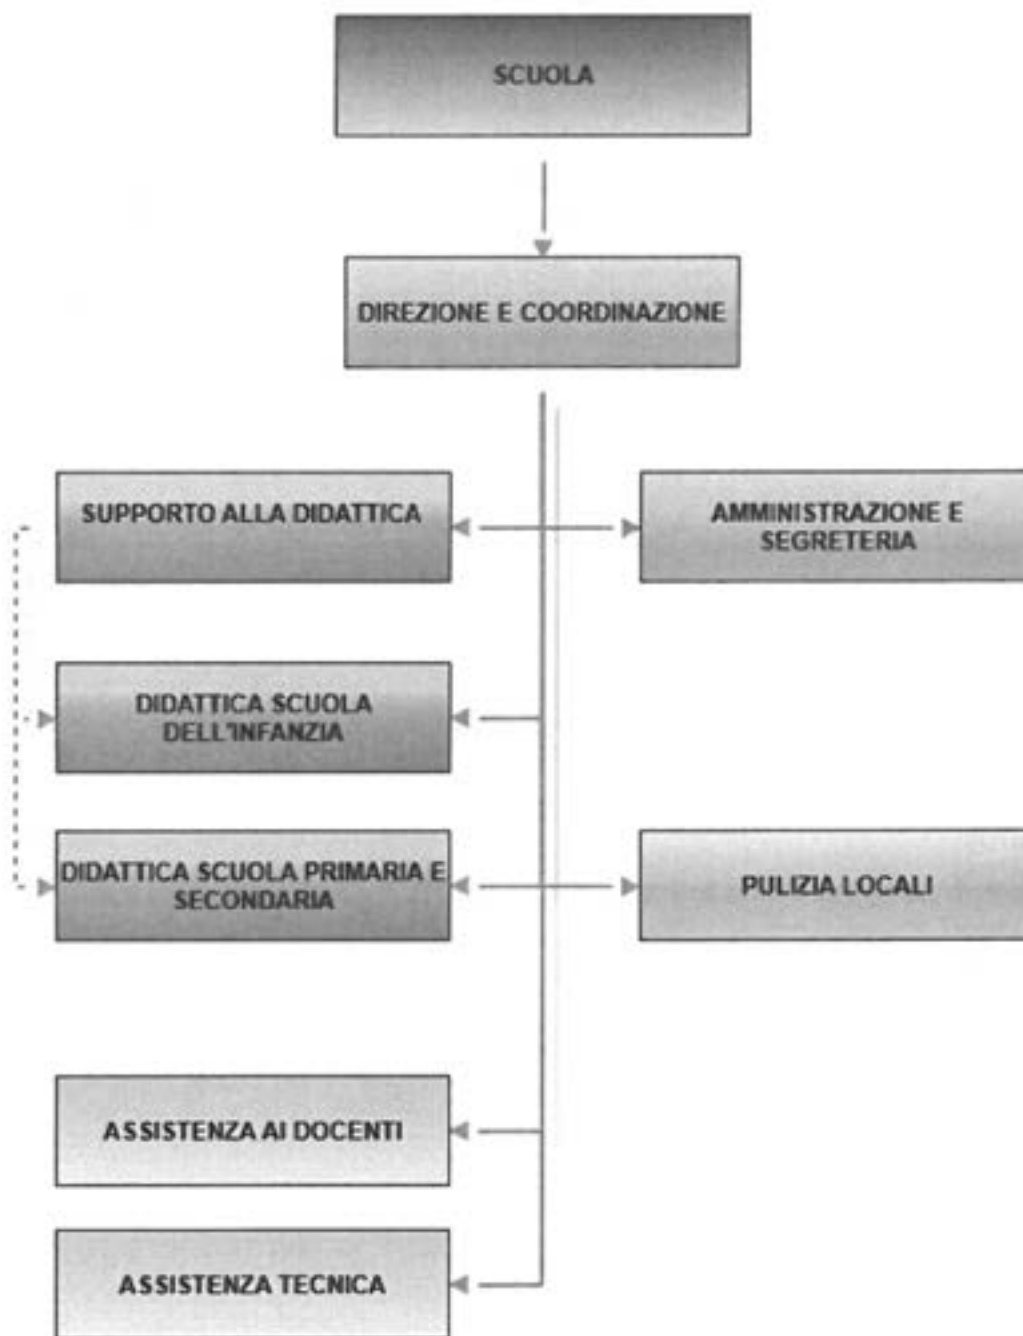 SCUOLA
DIREZIONE E COORDINAZIONE
SUPPORTO ALLA DIDATTICA
AMMINISTRAZIONE E
SEGRETERIA
DIDATTICA SCUOLA
DELL'INFANZIA
DIDATTICA SCUOLA PRIMARIA E
SECONDARIA
PULIZIA LOCALI
ASSISTENZA AI DOCENTI
ASSISTENZA TECNICA